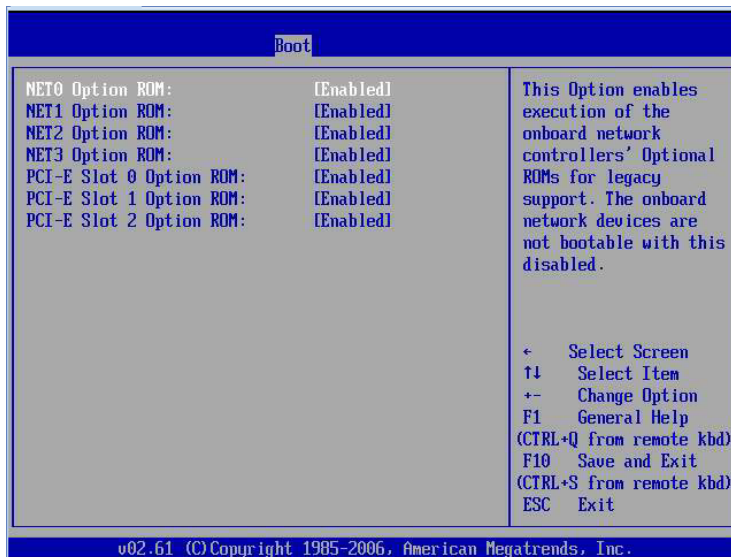 Boot
NET0 Option ROM: [Enabled]
NET1 Option ROM: [Enabled]
NET2 Option ROM: [Enabled]
NET3 Option ROM: [Enabled]
PCI-E Slot 0 Option ROM: [Enabled]
PCI-E Slot 1 Option ROM: [Enabled]
PCI-E Slot 2 Option ROM: [Enabled]
This Option enables
execution of the
onboard network
controllers' Optional
ROMs for legacy
support. The onboard
network devices are
not bootable with this
disabled.
← Select Screen
↑↓ Select Item
+- Change Option
F1 General Help
(CTRL+Q from remote kbd)
F10 Save and Exit
(CTRL+S from remote kbd)
ESC Exit
v02.61 (C)Copyright 1985-2006, American Megatrends, Inc.